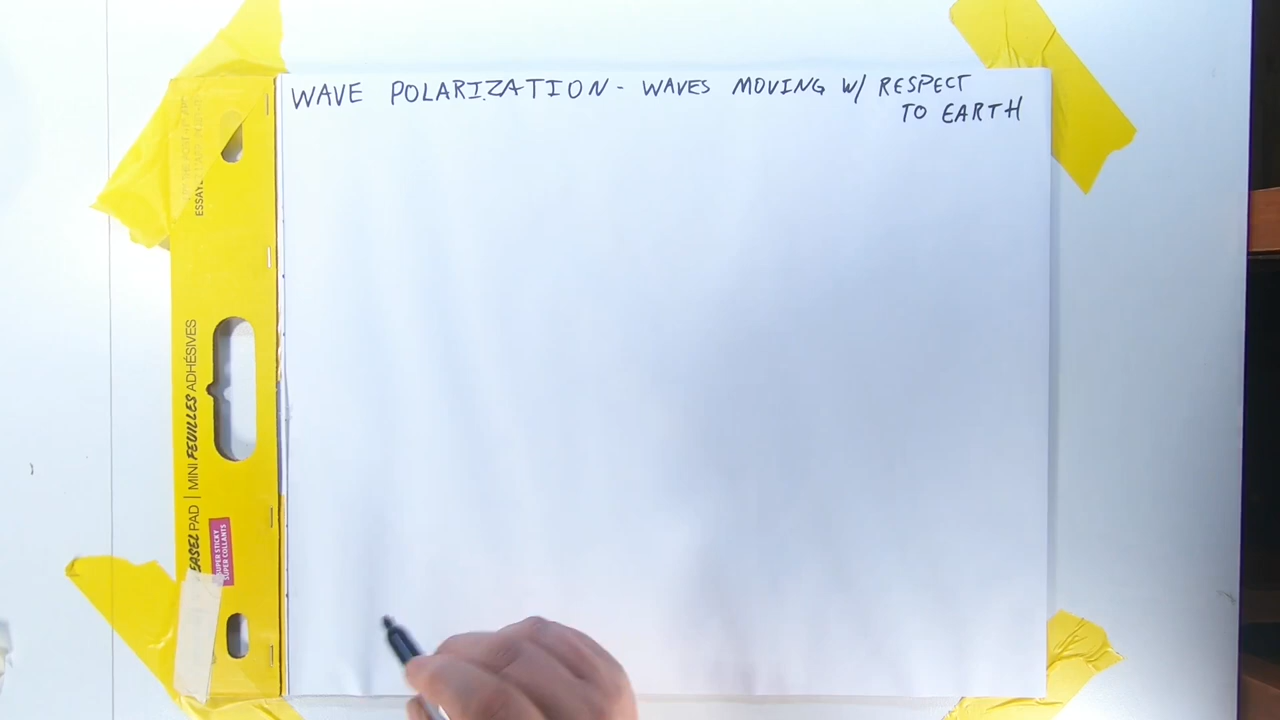 WAVE POLARIZATION - WAVES MOVING W/ RESPECT
TO EARTH
EASEL PAD | MINI FEUILLES ADHÉSIVES
SUPER STICKY
SUPER COLLANTS